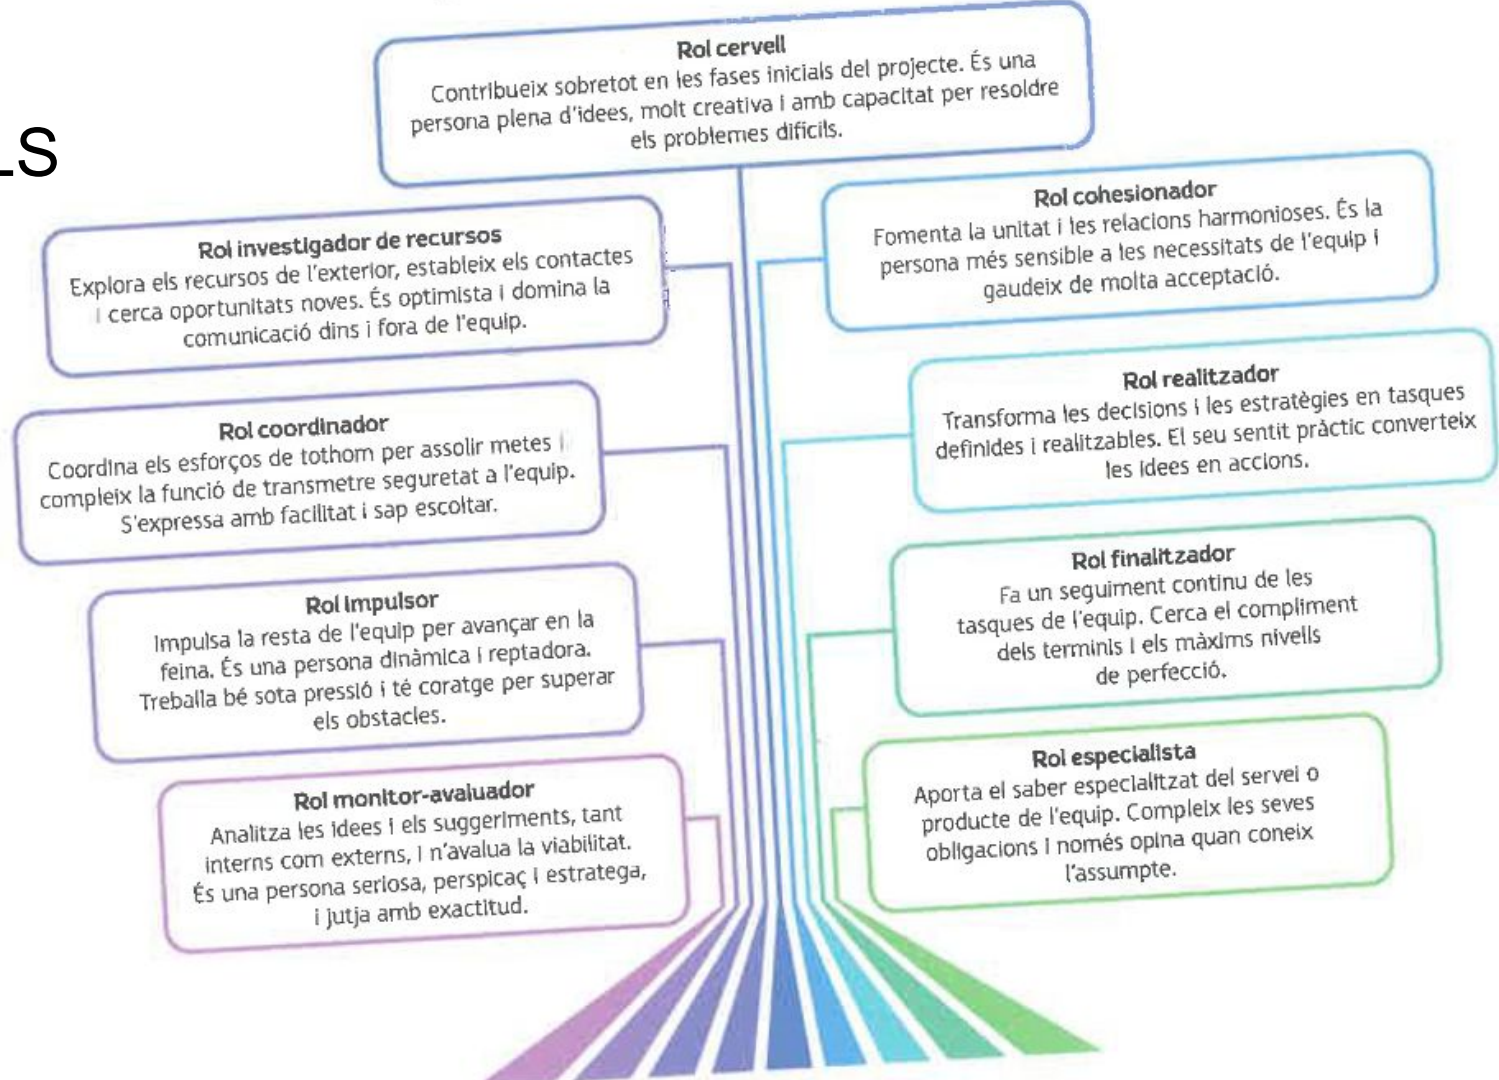 LS
Rol cervell
Contribueix sobretot en les fases inicials del projecte. És una
persona plena d'idees, molt creativa i amb capacitat per resoldre
els problemes difícils.
Rol investigador de recursos
Explora els recursos de l'exterior, estableix els contactes
i cerca oportunitats noves. És optimista i domina la
comunicació dins i fora de l'equip.
Rol coordinador
Coordina els esforços de tothom per assolir metes i
compleix la funció de transmetre seguretat a l'equip.
S'expressa amb facilitat i sap escoltar.
Rol impulsor
Impulsa la resta de l'equip per avançar en la
feina. És una persona dinàmica i reptadora.
Treballa bé sota pressió i té coratge per superar
els obstacles.
Rol monitor-avaluador
Analitza les idees i els suggeriments, tant
interns com externs, i n'avalua la viabilitat.
És una persona seriosa, perspicaç i estratega,
i jutja amb exactitud.
Rol cohesionador
Fomenta la unitat i les relacions harmonioses. És la
persona més sensible a les necessitats de l'equip i
gaudeix de molta acceptació.
Rol realitzador
Transforma les decisions i les estratègies en tasques
definides i realitzables. El seu sentit pràctic converteix
les idees en accions.
Rol finalitzador
Fa un seguiment continu de les
tasques de l'equip. Cerca el compliment
dels terminis i els màxims nivells
de perfecció.
Rol especialista
Aporta el saber especialitzat del servei o
producte de l'equip. Compleix les seves
obligacions i només opina quan coneix
l'assumpte.